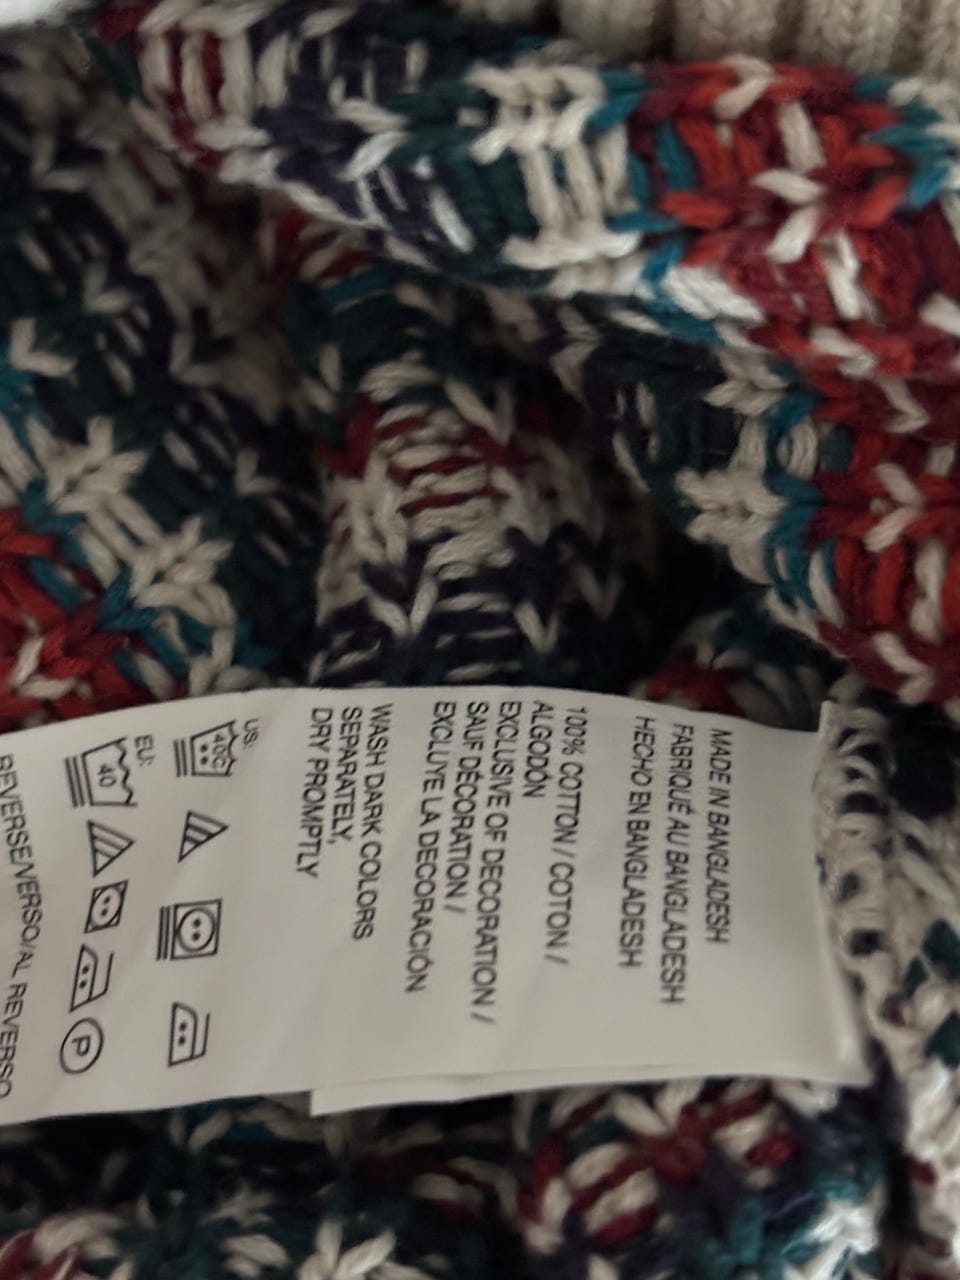 MADE IN BANGLADESH
FABRIQUÉ AU BANGLADESH
HECHO EN BANGLADESH
100% COTTON / COTON /
ALGODÓN
EXCLUSIVE OF DECORATION /
SAUF DÉCORATION /
EXCLUYE LA DECORACIÓN
WASH DARK COLORS
SEPARATELY,
DRY PROMPTLY
US:
40C
EU:
40
P
REVERSE/VERSO/AL REVERSO